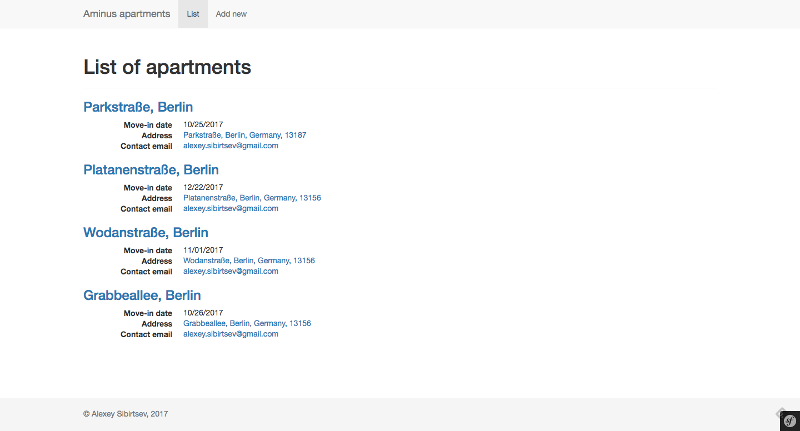 Aminus apartments List Add new
List of apartments
Parkstraße, Berlin
Move-in date 10/25/2017
Address Parkstraße, Berlin, Germany, 13187
Contact email alexey.sibirtsev@gmail.com
Platanenstraße, Berlin
Move-in date 12/22/2017
Address Platanenstraße, Berlin, Germany, 13156
Contact email alexey.sibirtsev@gmail.com
Wodanstraße, Berlin
Move-in date 11/01/2017
Address Wodanstraße, Berlin, Germany, 13156
Contact email alexey.sibirtsev@gmail.com
Grabbeallee, Berlin
Move-in date 10/26/2017
Address Grabbeallee, Berlin, Germany, 13156
Contact email alexey.sibirtsev@gmail.com
© Alexey Sibirtsev, 2017
sf